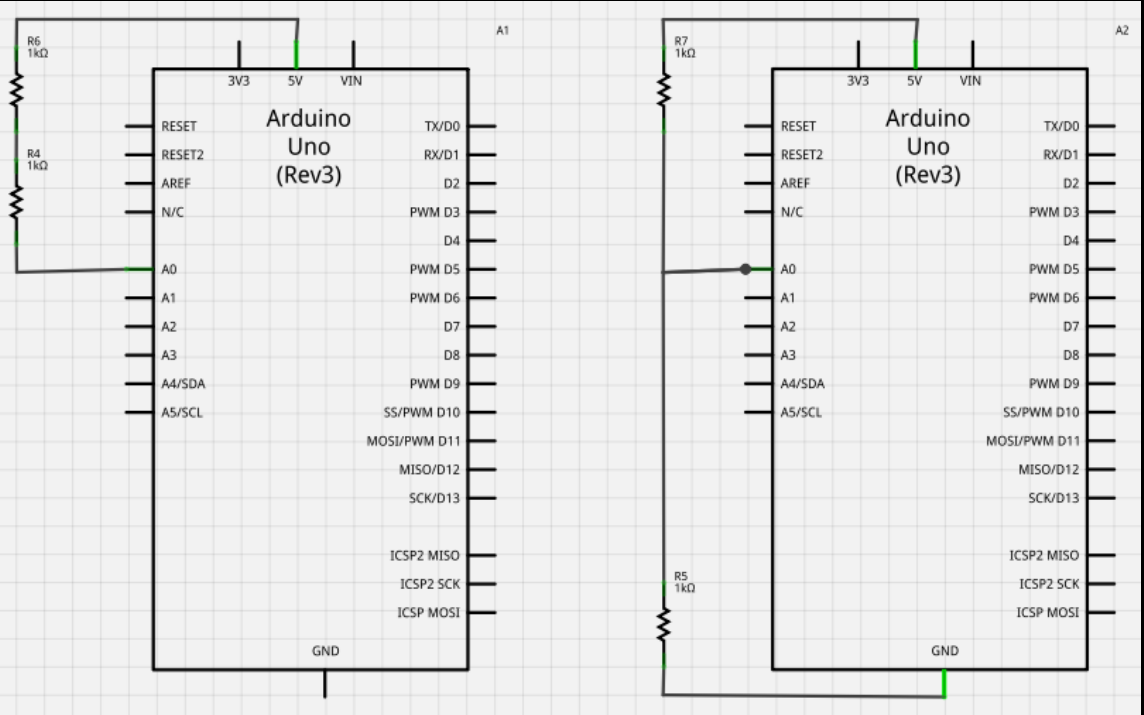 A1
A2
R6
1kΩ
3V3
5V
VIN
Arduino
Uno
(Rev3)
RESET
TX/D0
R4
1kΩ
RESET2
RX/D1
AREF
D2
N/C
PWM D3
D4
A0
PWM D5
A1
PWM D6
A2
D7
A3
D8
A4/SDA
PWM D9
A5/SCL
SS/PWM D10
MOSI/PWM D11
MISO/D12
SCK/D13
ICSP2 MISO
ICSP2 SCK
ICSP MOSI
GND
R7
1kΩ
3V3
5V
VIN
Arduino
Uno
(Rev3)
RESET
TX/D0
RESET2
RX/D1
AREF
D2
N/C
PWM D3
D4
A0
PWM D5
A1
PWM D6
A2
D7
A3
D8
A4/SDA
PWM D9
A5/SCL
SS/PWM D10
MOSI/PWM D11
MISO/D12
SCK/D13
ICSP2 MISO
R5
1kΩ
ICSP2 SCK
ICSP MOSI
GND